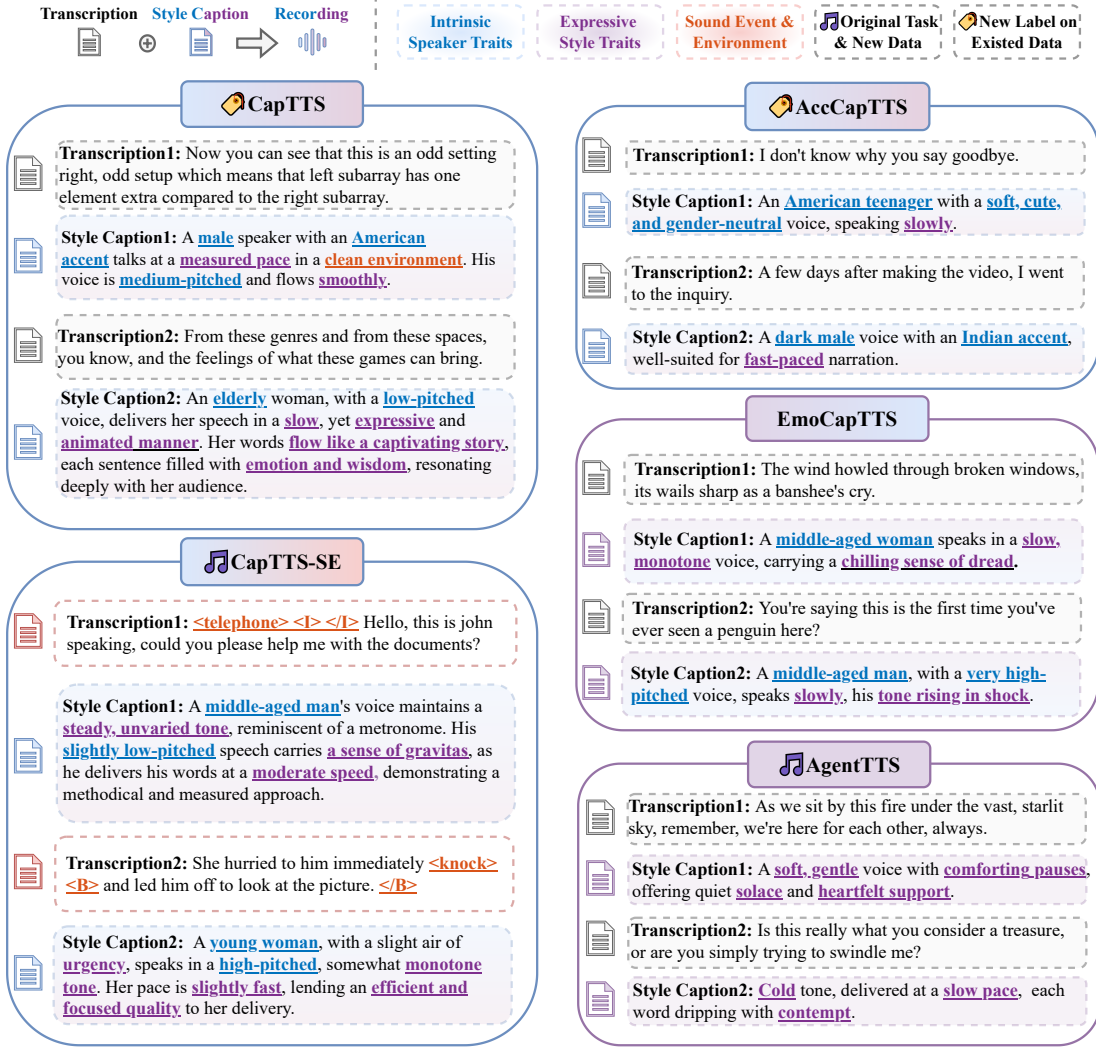 Transcription Style Caption Recording
Intrinsic
Speaker Traits
Expressive
Style Traits
Sound Event &
Environment
Original Task
& New Data
New Label on
Existed Data
CapTTS
Transcription1: Now you can see that this is an odd setting
right, odd setup which means that left subarray has one
element extra compared to the right subarray.
Style Caption1: A male speaker with an American
accent talks at a measured pace in a clean environment. His
voice is medium-pitched and flows smoothly.
Transcription2: From these genres and from these spaces,
you know, and the feelings of what these games can bring.
Style Caption2: An elderly woman, with a low-pitched
voice, delivers her speech in a slow, yet expressive and
animated manner. Her words flow like a captivating story,
each sentence filled with emotion and wisdom, resonating
deeply with her audience.
CapTTS-SE
Transcription1: <telephone> <I> </I> Hello, this is john
speaking, could you please help me with the documents?
Style Caption1: A middle-aged man's voice maintains a
steady, unvaried tone, reminiscent of a metronome. His
slightly low-pitched speech carries a sense of gravitas, as
he delivers his words at a moderate speed, demonstrating a
methodical and measured approach.
Transcription2: She hurried to him immediately <knock>
<B> and led him off to look at the picture. </B>
Style Caption2: A young woman, with a slight air of
urgency, speaks in a high-pitched, somewhat monotone
tone. Her pace is slightly fast, lending an efficient and
focused quality to her delivery.
AccCapTTS
Transcription1: I don't know why you say goodbye.
Style Caption1: An American teenager with a soft, cute,
and gender-neutral voice, speaking slowly.
Transcription2: A few days after making the video, I went
to the inquiry.
Style Caption2: A dark male voice with an Indian accent,
well-suited for fast-paced narration.
EmoCapTTS
Transcription1: The wind howled through broken windows,
its wails sharp as a banshee's cry.
Style Caption1: A middle-aged woman speaks in a slow,
monotone voice, carrying a chilling sense of dread.
Transcription2: You're saying this is the first time you've
ever seen a penguin here?
Style Caption2: A middle-aged man, with a very high-
pitched voice, speaks slowly, his tone rising in shock.
AgentTTS
Transcription1: As we sit by this fire under the vast, starlit
sky, remember, we're here for each other, always.
Style Caption1: A soft, gentle voice with comforting pauses,
offering quiet solace and heartfelt support.
Transcription2: Is this really what you consider a treasure,
or are you simply trying to swindle me?
Style Caption2: Cold tone, delivered at a slow pace, each
word dripping with contempt.